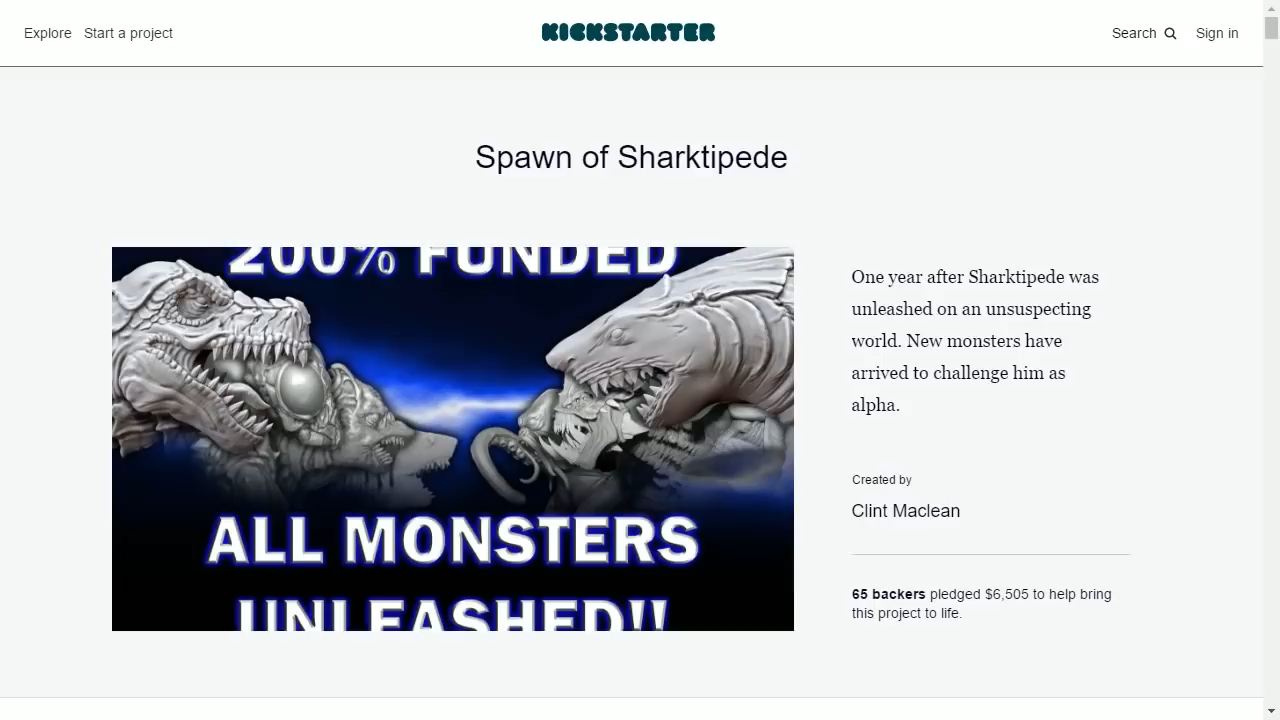 Explore Start a project KICKSTARTER Search Sign in
Spawn of Sharktipede
200% FUNDED
ALL MONSTERS
UNLEASHED!!
One year after Sharktipede was
unleashed on an unsuspecting
world. New monsters have
arrived to challenge him as
alpha.
Created by
Clint Maclean
65 backers pledged $6,505 to help bring
this project to life.